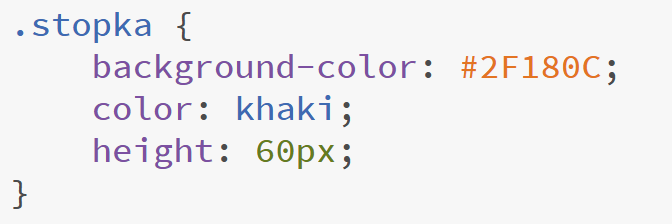 .stopka {
    background-color: #2F180C;
    color: khaki;
    height: 60px;
}